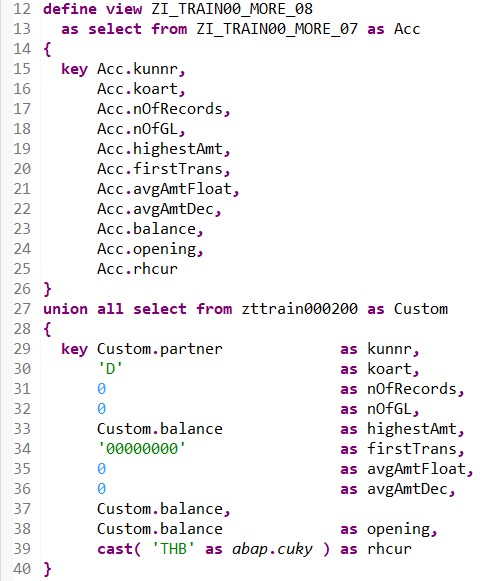 12 define view ZI_TRAIN00_MORE_08
13   as select from ZI_TRAIN00_MORE_07 as Acc
14 {
15   key Acc.kunnr,
16       Acc.koart,
17       Acc.nOfRecords,
18       Acc.nOfGL,
19       Acc.highestAmt,
20       Acc.firstTrans,
21       Acc.avgAmtFloat,
22       Acc.avgAmtDec,
23       Acc.balance,
24       Acc.opening,
25       Acc.rhcur
26 }
27 union all select from zttrain000200 as Custom
28 {
29   key Custom.partner             as kunnr,
30       'D'                        as koart,
31       0                          as nOfRecords,
32       0                          as nOfGL,
33       Custom.balance             as highestAmt,
34       '00000000'                 as firstTrans,
35       0                          as avgAmtFloat,
36       0                          as avgAmtDec,
37       Custom.balance,
38       Custom.balance             as opening,
39       cast( 'THB' as abap.cuky ) as rhcur
40 }